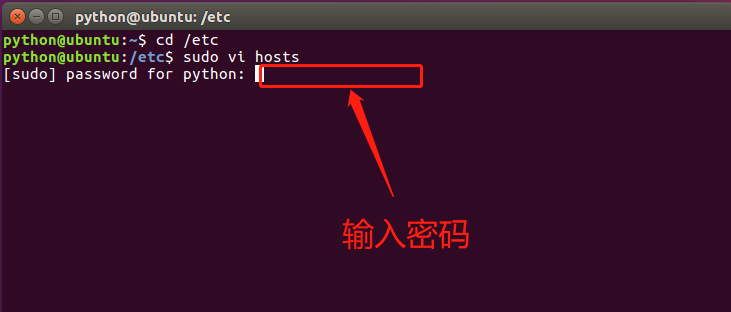 python@ubuntu: /etc
python@ubuntu:~$ cd /etc
python@ubuntu:/etc$ sudo vi hosts
[sudo] password for python:
输入密码